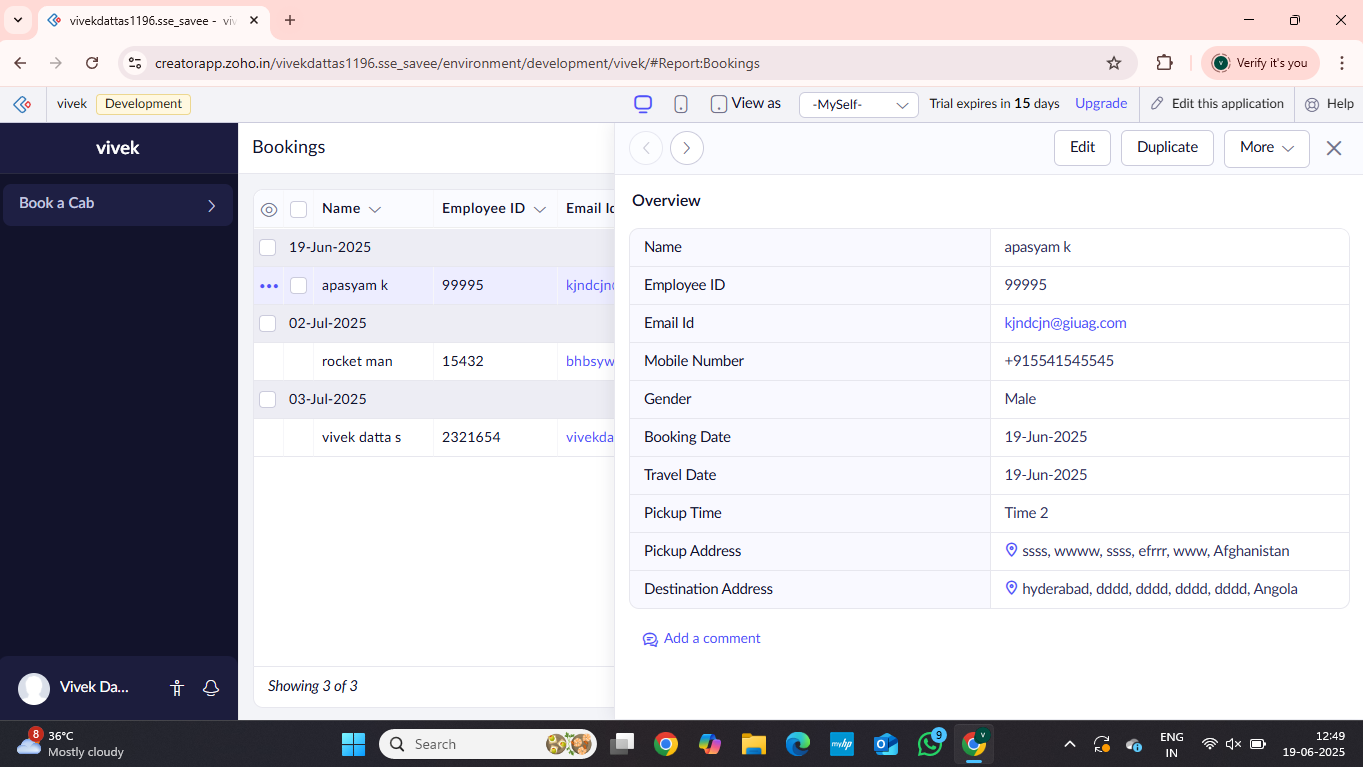 vivekdattas1196.sse_savee - viv
creatorapp.zoho.in/vivekdattas1196.sse_savee/environment/development/vivek/#Report:Bookings
V
Verify it's you
vivek
Development
View as
-MySelf-
Trial expires in 15 days
Upgrade
Edit this application
Help
vivek
Book a Cab
Vivek Da...
Bookings
Name
Employee ID
Email Id
19-Jun-2025
apasyam k
99995
kjndcjn
02-Jul-2025
rocket man
15432
bhbsyw
03-Jul-2025
vivek datta s
2321654
vivekda
Showing 3 of 3
Edit
Duplicate
More
Overview
Name
apasyam k
Employee ID
99995
Email Id
kjndcjn@giuag.com
Mobile Number
+915541545545
Gender
Male
Booking Date
19-Jun-2025
Travel Date
19-Jun-2025
Pickup Time
Time 2
Pickup Address
ssss, wwww, ssss, efrrr, www, Afghanistan
Destination Address
hyderabad, dddd, dddd, dddd, dddd, Angola
Add a comment
8
36°C
Mostly cloudy
Search
myhp
9
V
ENG
IN
12:49
19-06-2025